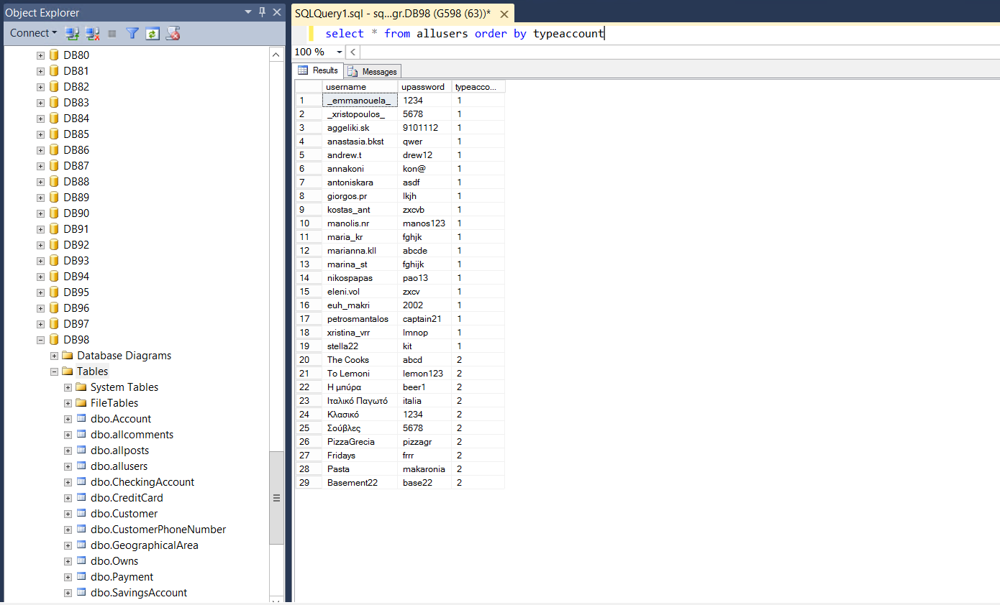 Object Explorer
Connect
DB80
DB81
DB82
DB83
DB84
DB85
DB86
DB87
DB88
DB89
DB90
DB91
DB92
DB93
DB94
DB95
DB96
DB97
DB98
Database Diagrams
Tables
System Tables
FileTables
dbo.Account
dbo.allcomments
dbo.allposts
dbo.allusers
dbo.CheckingAccount
dbo.CreditCard
dbo.Customer
dbo.CustomerPhoneNumber
dbo.GeographicalArea
dbo.Owns
dbo.Payment
dbo.SavingsAccount
SQLQuery1.sql - sq...gr.DB98 (G598 (63))*
select * from allusers order by typeaccount
100 %
Results Messages
username upassword typeacco...
1 _emmanouela_ 1234 1
2 _xristopoulos_ 5678 1
3 aggeliki.sk 9101112 1
4 anastasia.bkst qwer 1
5 andrew.t drew12 1
6 annakoni kon@ 1
7 antoniskara asdf 1
8 giorgos.pr lkjh 1
9 kostas_ant zxcvb 1
10 manolis.nr manos123 1
11 maria_kr fghjk 1
12 marianna.kll abcde 1
13 marina_st fghijk 1
14 nikospapas pao13 1
15 eleni.vol zxcv 1
16 euh_makri 2002 1
17 petrosmantalos captain21 1
18 xristina_vrr lmnop 1
19 stella22 kit 1
20 The Cooks abcd 2
21 To Lemoni lemon123 2
22 Η μπύρα beer1 2
23 Ιταλικό Παγωτό italia 2
24 Κλασικό 1234 2
25 Σούβλες 5678 2
26 PizzaGrecia pizzagr 2
27 Fridays frrr 2
28 Pasta makaronia 2
29 Basement22 base22 2